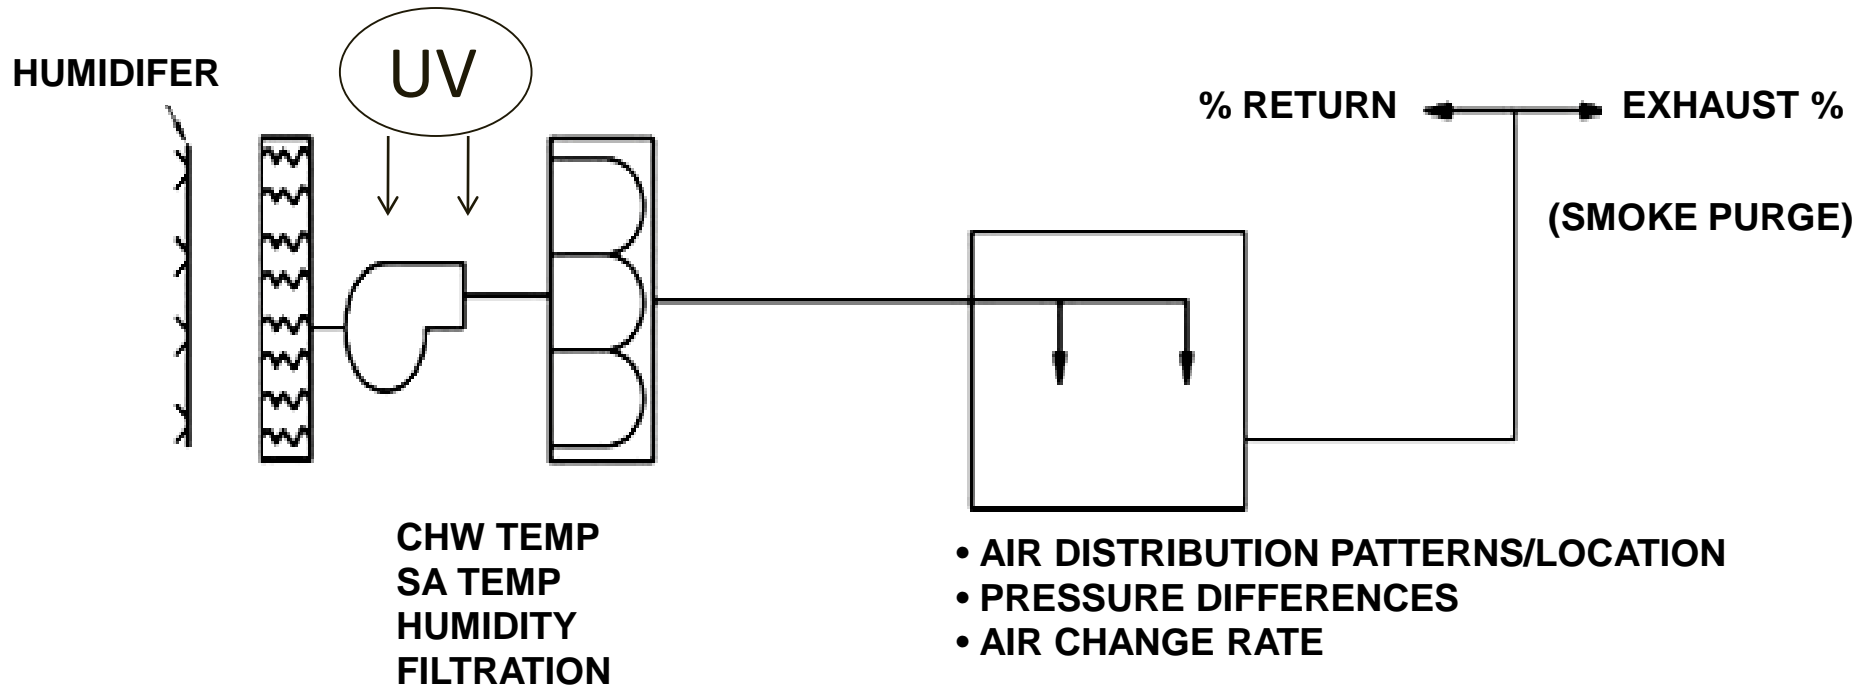 HUMIDIFER
UV
% RETURN
EXHAUST %
(SMOKE PURGE)
CHW TEMP
SA TEMP
HUMIDITY
FILTRATION
• AIR DISTRIBUTION PATTERNS/LOCATION
• PRESSURE DIFFERENCES
• AIR CHANGE RATE